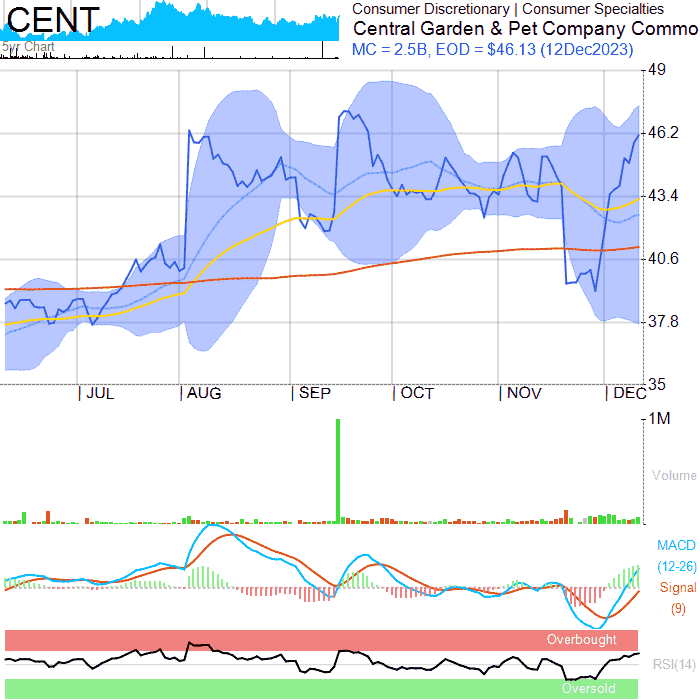 CENT
5yr Chart
Consumer Discretionary | Consumer Specialties
Central Garden & Pet Company Commo
MC = 2.5B, EOD = $46.13 (12Dec2023)
49
46.2
43.4
40.6
37.8
35
JUL AUG SEP OCT NOV DEC
1M
Volume
MACD
(12-26)
Signal
(9)
Overbought
RSI(14)
Oversold